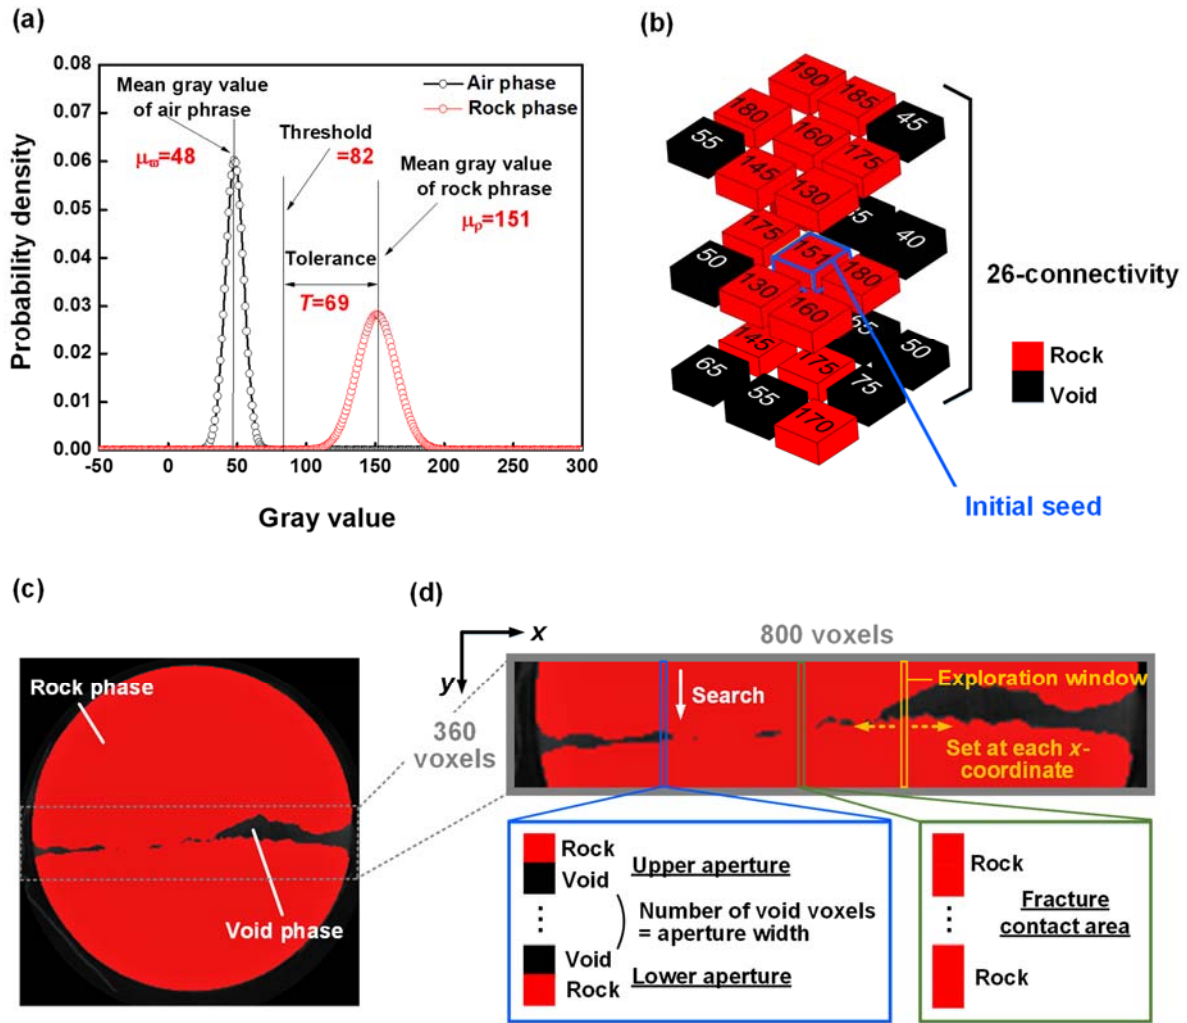 (a)
0.08
0.07
0.06
0.05
0.04
0.03
0.02
0.01
0.00
-50
0
50
100
150
200
250
300
Probability density
Gray value
Mean gray value
of air phrase
μϖ=48
Air phase
Rock phase
Threshold
=82
Mean gray value
of rock phrase
μρ=151
Tolerance
T=69
(b)
190
180
185
55
160
45
145
175
130
175
40
50
151
180
130
160
145
50
65
175
55
75
170
26-connectivity
Rock
Void
Initial seed
(c)
Rock phase
Void phase
(d)
x
y
800 voxels
360
voxels
Search
Exploration window
Set at each x-
coordinate
Rock
Void
Upper aperture
Number of void voxels
= aperture width
Void
Rock
Lower aperture
Rock
Fracture
contact area
Rock